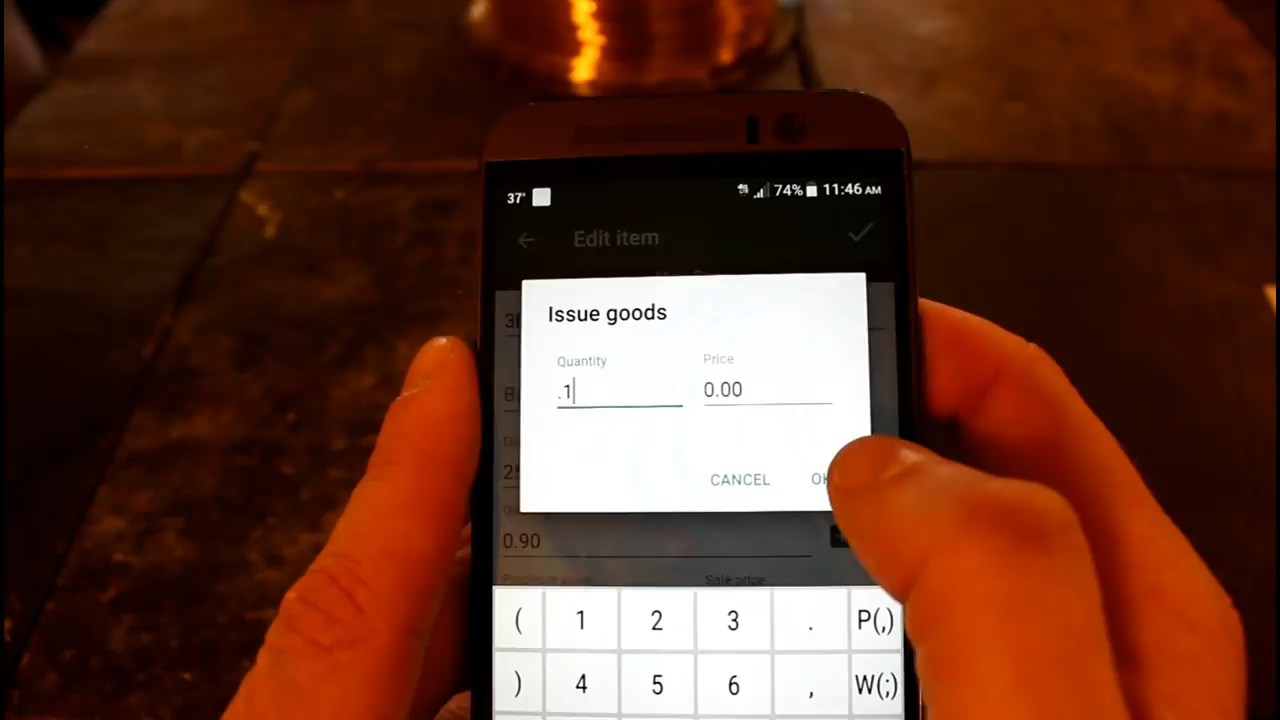 37° 74% 11:46 AM
Edit item
Issue goods
Quantity Price
.1 0.00
CANCEL OK
0.90
Sale price
( 1 2 3 . P(,)
) 4 5 6 , W(;)